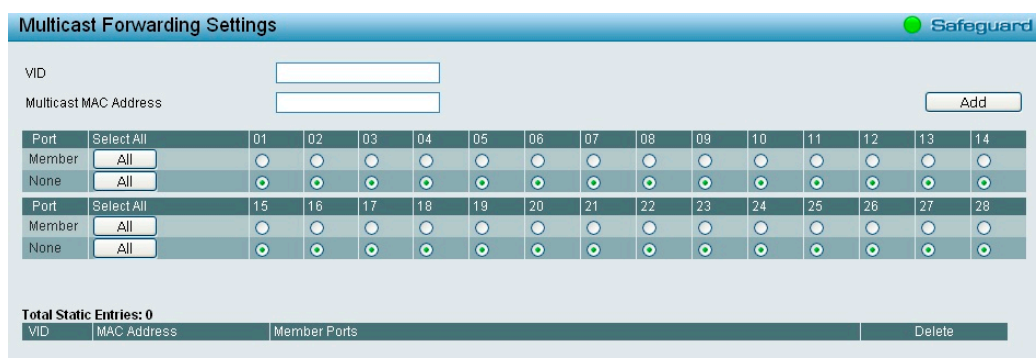 Multicast Forwarding Settings Safeguard
VID
Multicast MAC Address Add
Port Select All 01 02 03 04 05 06 07 08 09 10 11 12 13 14
Member All
None All
Port Select All 15 16 17 18 19 20 21 22 23 24 25 26 27 28
Member All
None All
Total Static Entries: 0
VID MAC Address Member Ports Delete